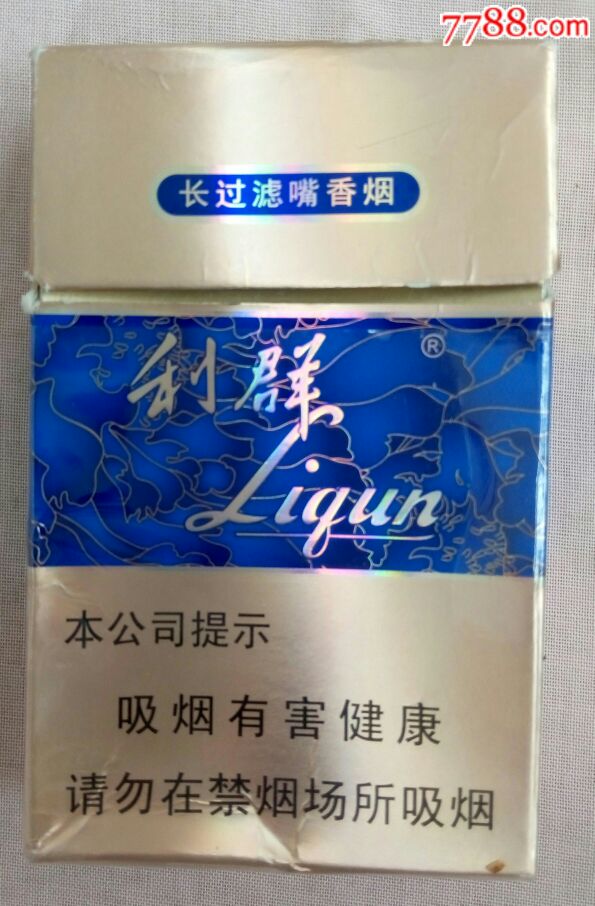 7788.com
长过滤嘴香烟
利群®
Liqun
本公司提示
吸烟有害健康
请勿在禁烟场所吸烟